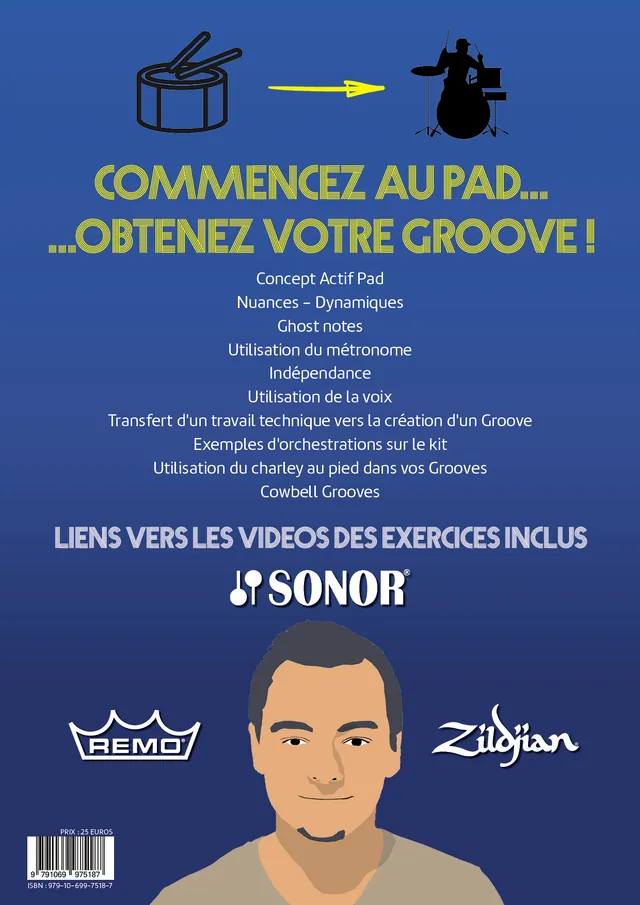 COMMENCEZ AU PAD...
...OBTENEZ VOTRE GROOVE !
Concept Actif Pad
Nuances – Dynamiques
Ghost notes
Utilisation du métronome
Indépendance
Utilisation de la voix
Transfert d'un travail technique vers la création d'un Groove
Exemples d'orchestrations sur le kit
Utilisation du charley au pied dans vos Grooves
Cowbell Grooves
LIENS VERS LES VIDEOS DES EXERCICES INCLUS
SONOR®
REMO
Zildjian
PRIX : 25 EUROS
9 791069 975187
ISBN : 979-10-699-7518-7